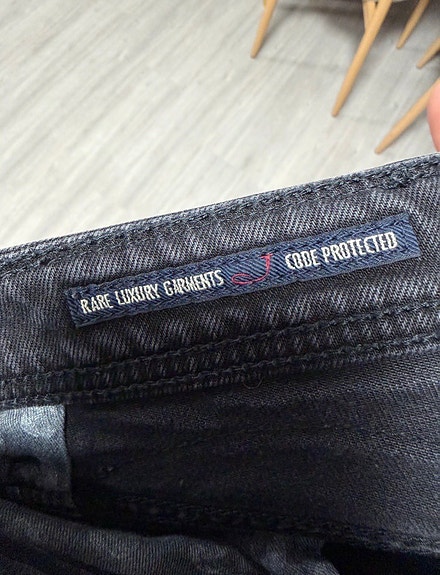 RARE LUXURY GARMENTS J CODE PROTECTED